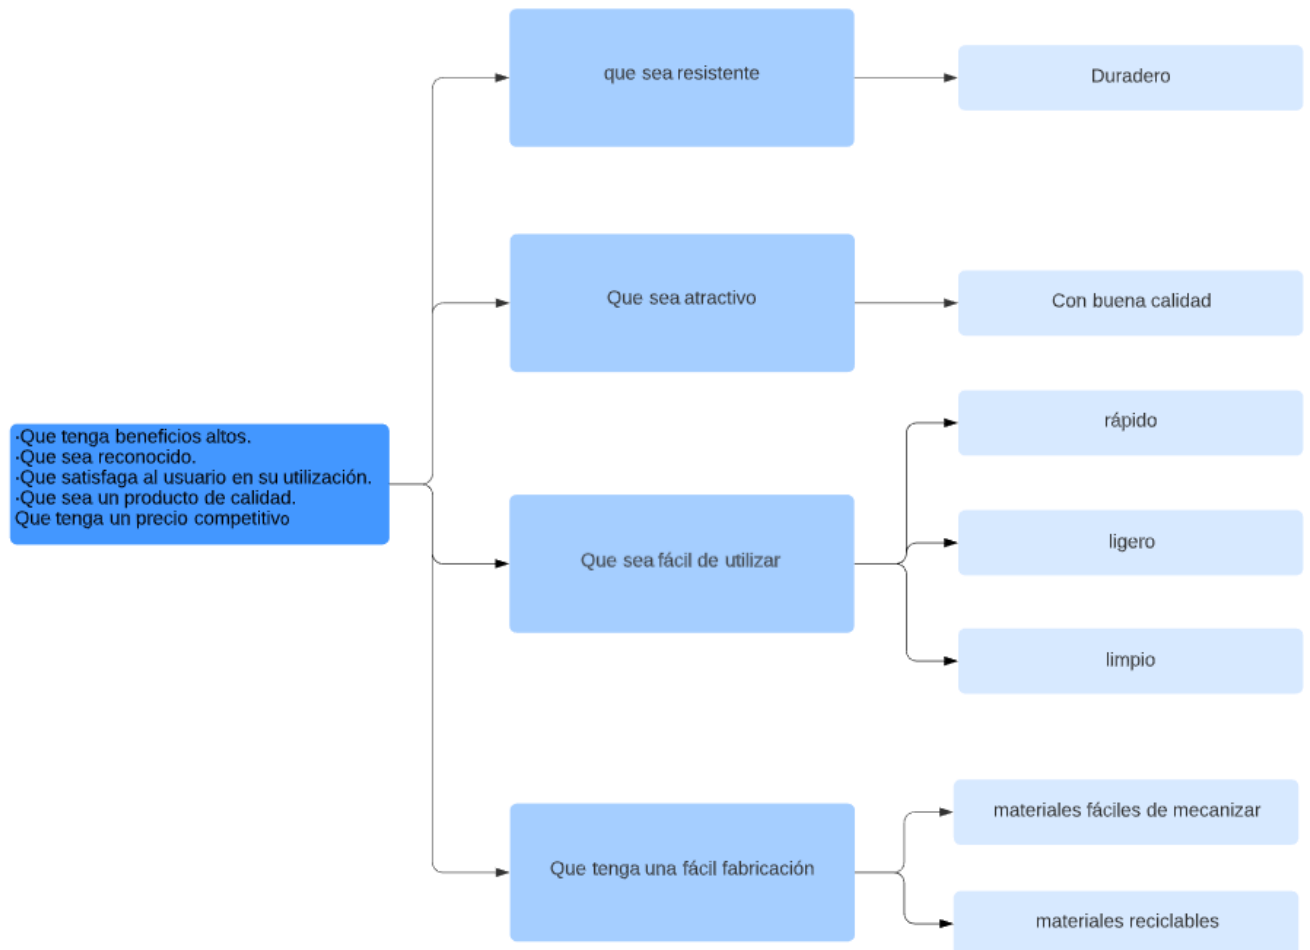 ·Que tenga beneficios altos.
·Que sea reconocido.
·Que satisfaga al usuario en su utilización.
·Que sea un producto de calidad.
Que tenga un precio competitivo
que sea resistente
Duradero
Que sea atractivo
Con buena calidad
Que sea fácil de utilizar
rápido
ligero
limpio
Que tenga una fácil fabricación
materiales fáciles de mecanizar
materiales reciclables